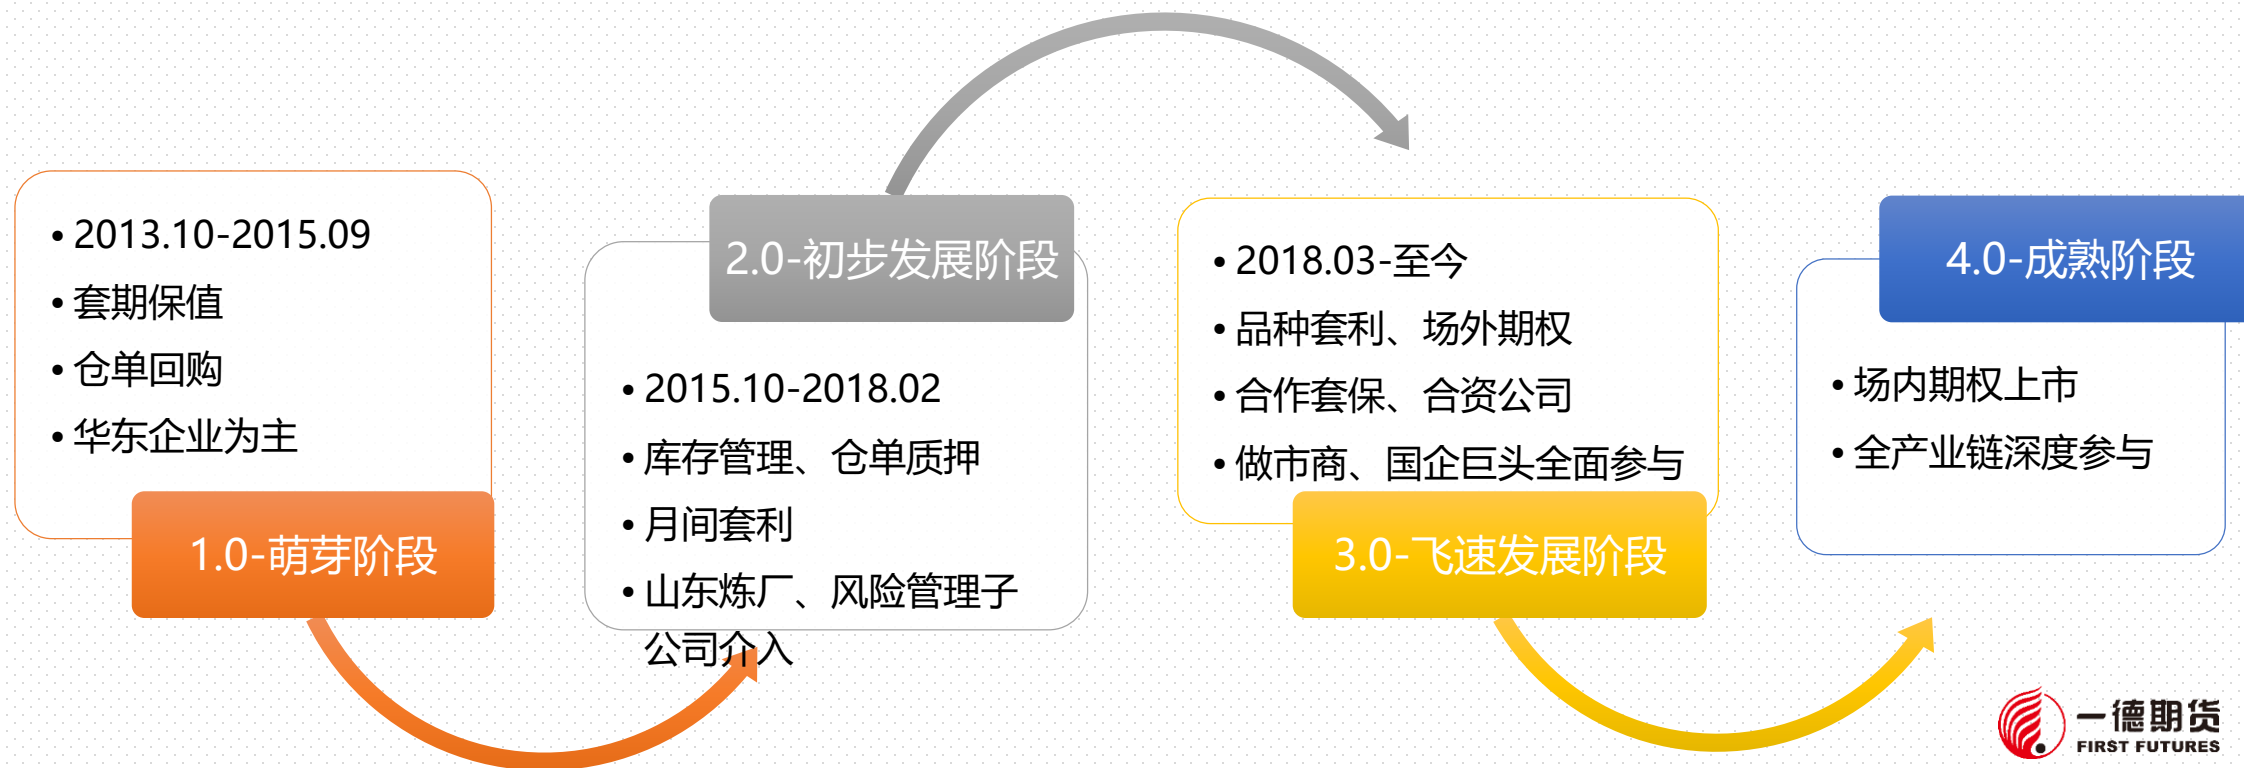 • 2013.10-2015.09
• 套期保值
• 仓单回购
• 华东企业为主
1.0-萌芽阶段
2.0-初步发展阶段
• 2015.10-2018.02
• 库存管理、仓单质押
• 月间套利
• 山东炼厂、风险管理子
公司介入
• 2018.03-至今
• 品种套利、场外期权
• 合作套保、合资公司
• 做市商、国企巨头全面参与
3.0-飞速发展阶段
4.0-成熟阶段
• 场内期权上市
• 全产业链深度参与
一德期货
FIRST FUTURES